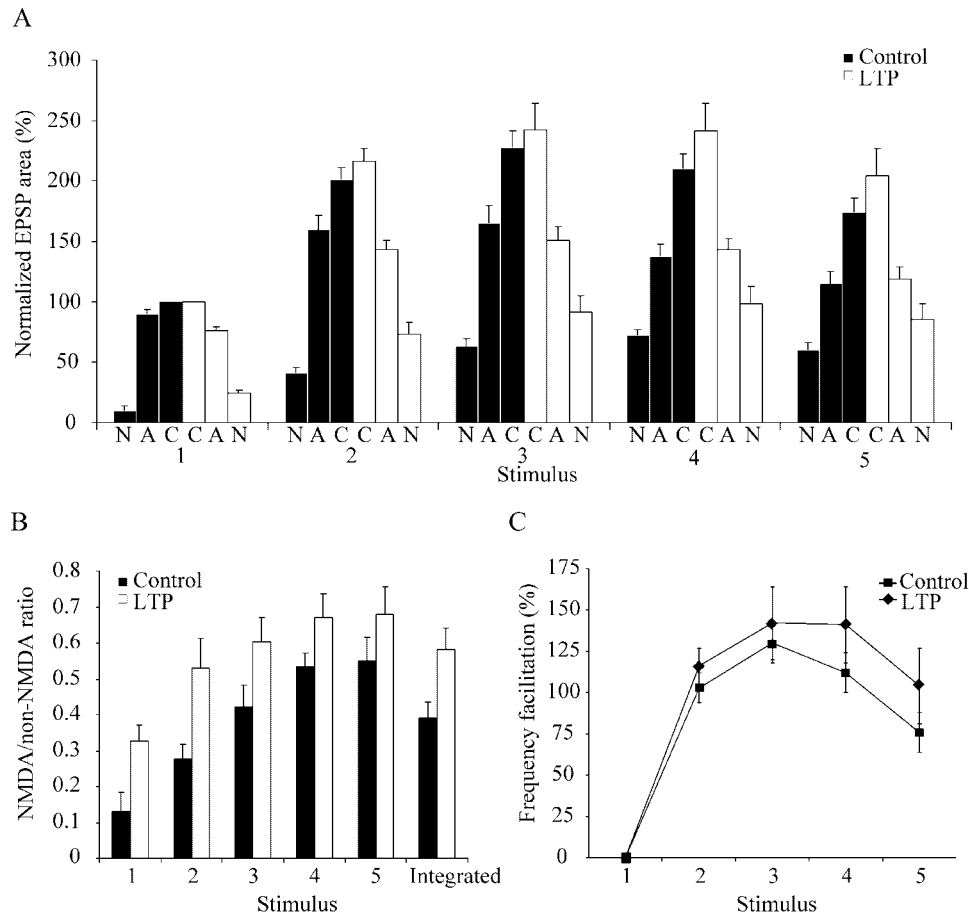 A
Normalized EPSP area (%)
300
250
200
150
100
50
0
Control
LTP
N A C C A N
N A C C A N
N A C C A N
N A C C A N
N A C C A N
1 2 3 4 5
Stimulus
B
NMDA/non-NMDA ratio
0.8
0.7
0.6
0.5
0.4
0.3
0.2
0.1
0
Control
LTP
1 2 3 4 5 Integrated
Stimulus
C
Frequency facilitation (%)
175
150
125
100
75
50
25
0
Control
LTP
1 2 3 4 5
Stimulus